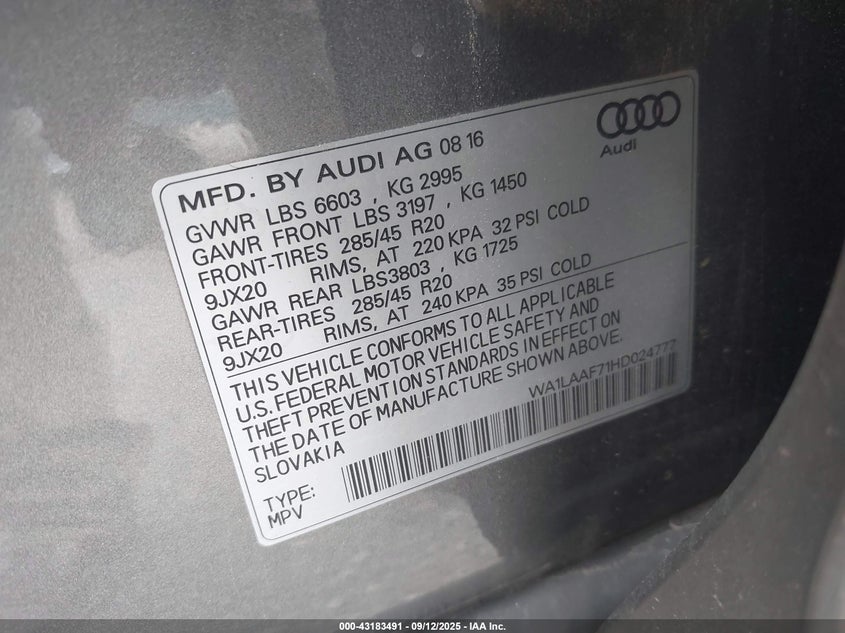 Audi
MFD. BY AUDI AG 08 16
GVWR LBS 6603 , KG 2995
GAWR FRONT LBS 3197 , KG 1450
FRONT-TIRES 285/45 R20
9JX20 RIMS, AT 220 KPA 32 PSI COLD
GAWR REAR LBS3803 , KG 1725
REAR-TIRES 285/45 R20
9JX20 RIMS, AT 240 KPA 35 PSI COLD
THIS VEHICLE CONFORMS TO ALL APPLICABLE
U.S. FEDERAL MOTOR VEHICLE SAFETY AND
THEFT PREVENTION STANDARDS IN EFFECT ON
THE DATE OF MANUFACTURE SHOWN ABOVE.
SLOVAKIA
WA1LAAF71HD024777
TYPE:
MPV
000-43183491 - 09/12/2025 - IAA Inc.